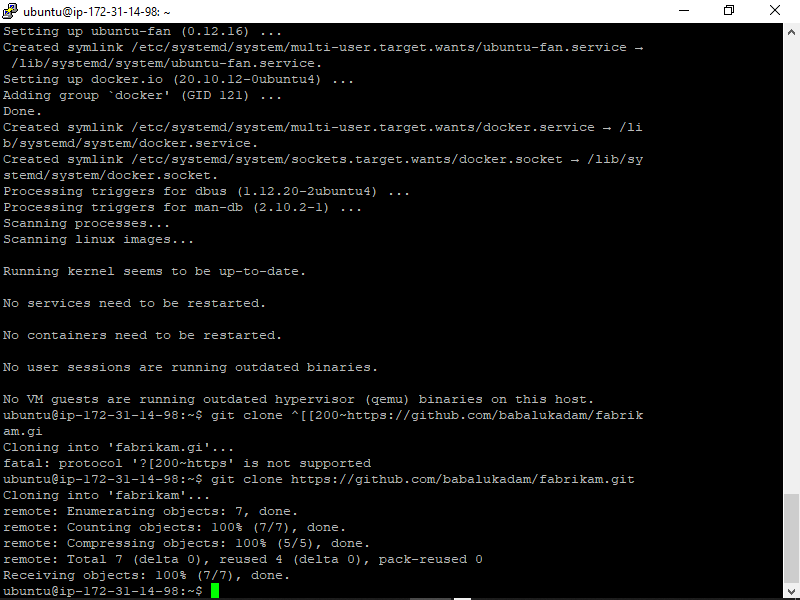 ubuntu@ip-172-31-14-98: ~
Setting up ubuntu-fan (0.12.16) ...
Created symlink /etc/systemd/system/multi-user.target.wants/ubuntu-fan.service →
 /lib/systemd/system/ubuntu-fan.service.
Setting up docker.io (20.10.12-0ubuntu4) ...
Adding group `docker' (GID 121) ...
Done.
Created symlink /etc/systemd/system/multi-user.target.wants/docker.service → /li
b/systemd/system/docker.service.
Created symlink /etc/systemd/system/sockets.target.wants/docker.socket → /lib/sy
stemd/system/docker.socket.
Processing triggers for dbus (1.12.20-2ubuntu4) ...
Processing triggers for man-db (2.10.2-1) ...
Scanning processes...
Scanning linux images...
Running kernel seems to be up-to-date.
No services need to be restarted.
No containers need to be restarted.
No user sessions are running outdated binaries.
No VM guests are running outdated hypervisor (qemu) binaries on this host.
ubuntu@ip-172-31-14-98:~$ git clone ^[[200~https://github.com/babalukadam/fabrik
am.gi
Cloning into 'fabrikam.gi'...
fatal: protocol '?[200~https' is not supported
ubuntu@ip-172-31-14-98:~$ git clone https://github.com/babalukadam/fabrikam.git
Cloning into 'fabrikam'...
remote: Enumerating objects: 7, done.
remote: Counting objects: 100% (7/7), done.
remote: Compressing objects: 100% (5/5), done.
remote: Total 7 (delta 0), reused 4 (delta 0), pack-reused 0
Receiving objects: 100% (7/7), done.
ubuntu@ip-172-31-14-98:~$